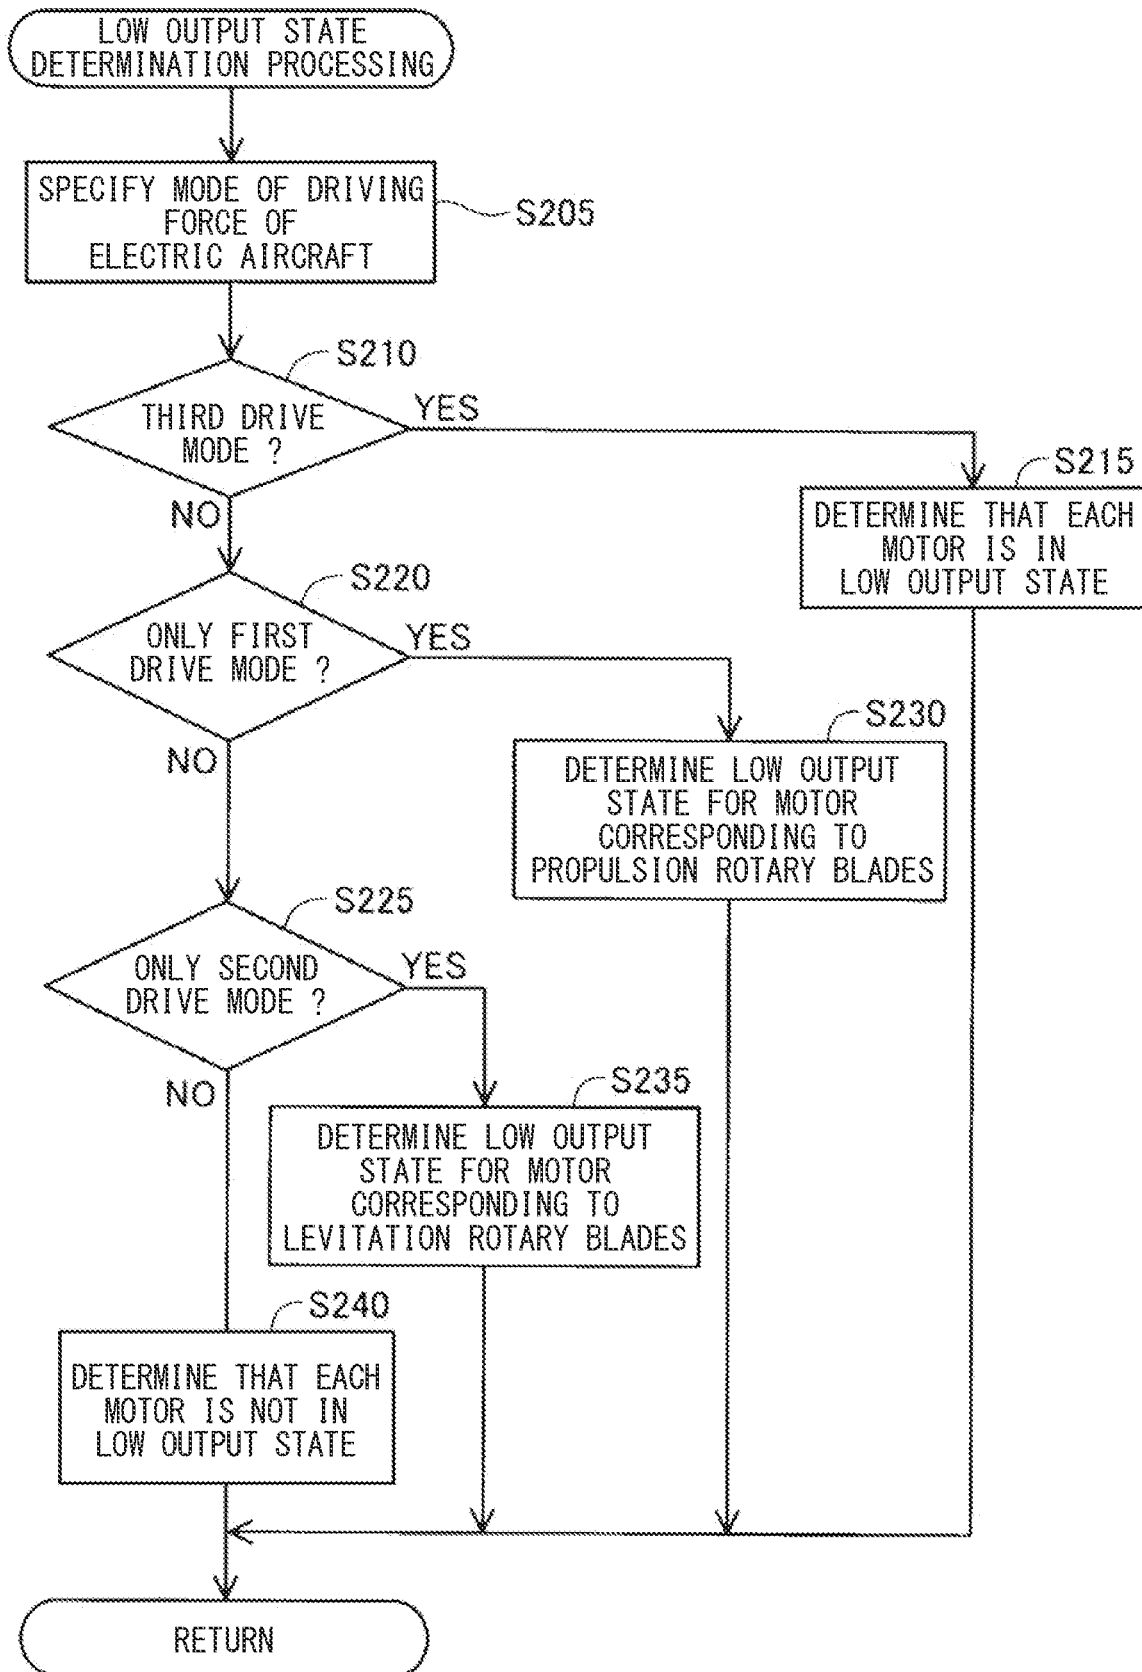 LOW OUTPUT STATE
DETERMINATION PROCESSING
SPECIFY MODE OF DRIVING
FORCE OF
ELECTRIC AIRCRAFT
S205
S210
THIRD DRIVE
MODE ?
YES
NO
S215
DETERMINE THAT EACH
MOTOR IS IN
LOW OUTPUT STATE
S220
ONLY FIRST
DRIVE MODE ?
YES
NO
S230
DETERMINE LOW OUTPUT
STATE FOR MOTOR
CORRESPONDING TO
PROPULSION ROTARY BLADES
S225
ONLY SECOND
DRIVE MODE ?
YES
NO
S235
DETERMINE LOW OUTPUT
STATE FOR MOTOR
CORRESPONDING TO
LEVITATION ROTARY BLADES
S240
DETERMINE THAT EACH
MOTOR IS NOT IN
LOW OUTPUT STATE
RETURN